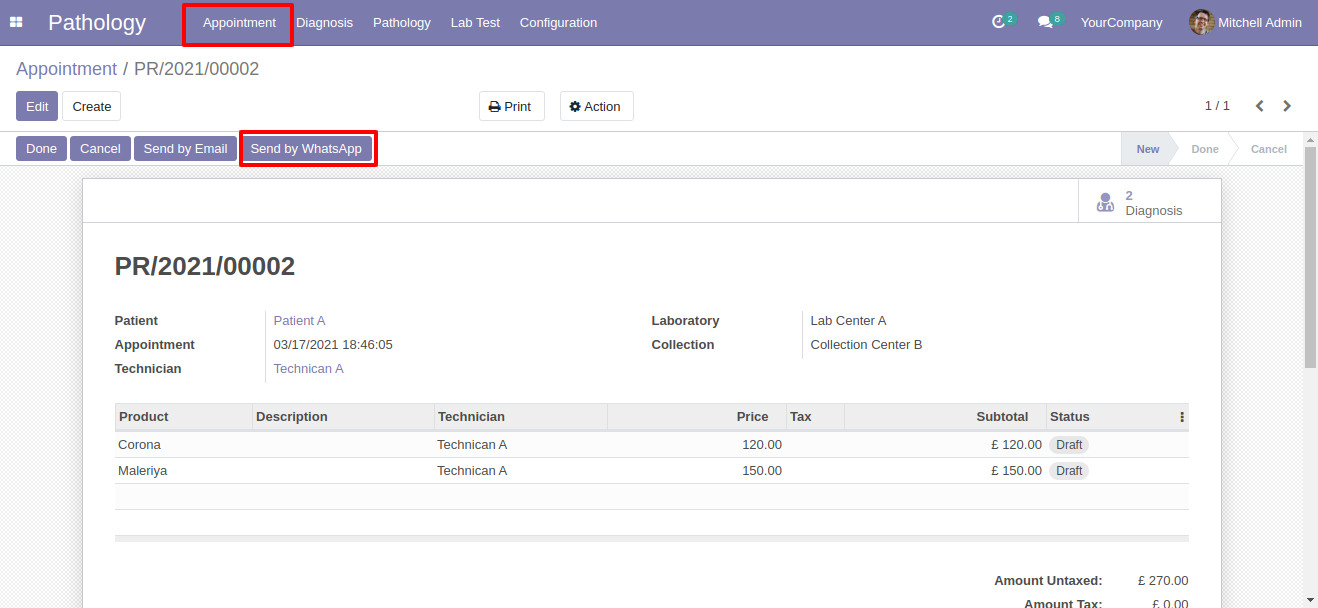 Pathology Appointment Diagnosis Pathology Lab Test Configuration 2 8 YourCompany Mitchell Admin
Appointment / PR/2021/00002
Edit Create Print Action 1 / 1
Done Cancel Send by Email Send by WhatsApp New Done Cancel
2
Diagnosis
PR/2021/00002
Patient Patient A Laboratory Lab Center A
Appointment 03/17/2021 18:46:05 Collection Collection Center B
Technician Technican A
Product Description Technician Price Tax Subtotal Status
Corona Technican A 120.00 £ 120.00 Draft
Maleriya Technican A 150.00 £ 150.00 Draft
Amount Untaxed: £ 270.00
Amount Tax: £ 0.00